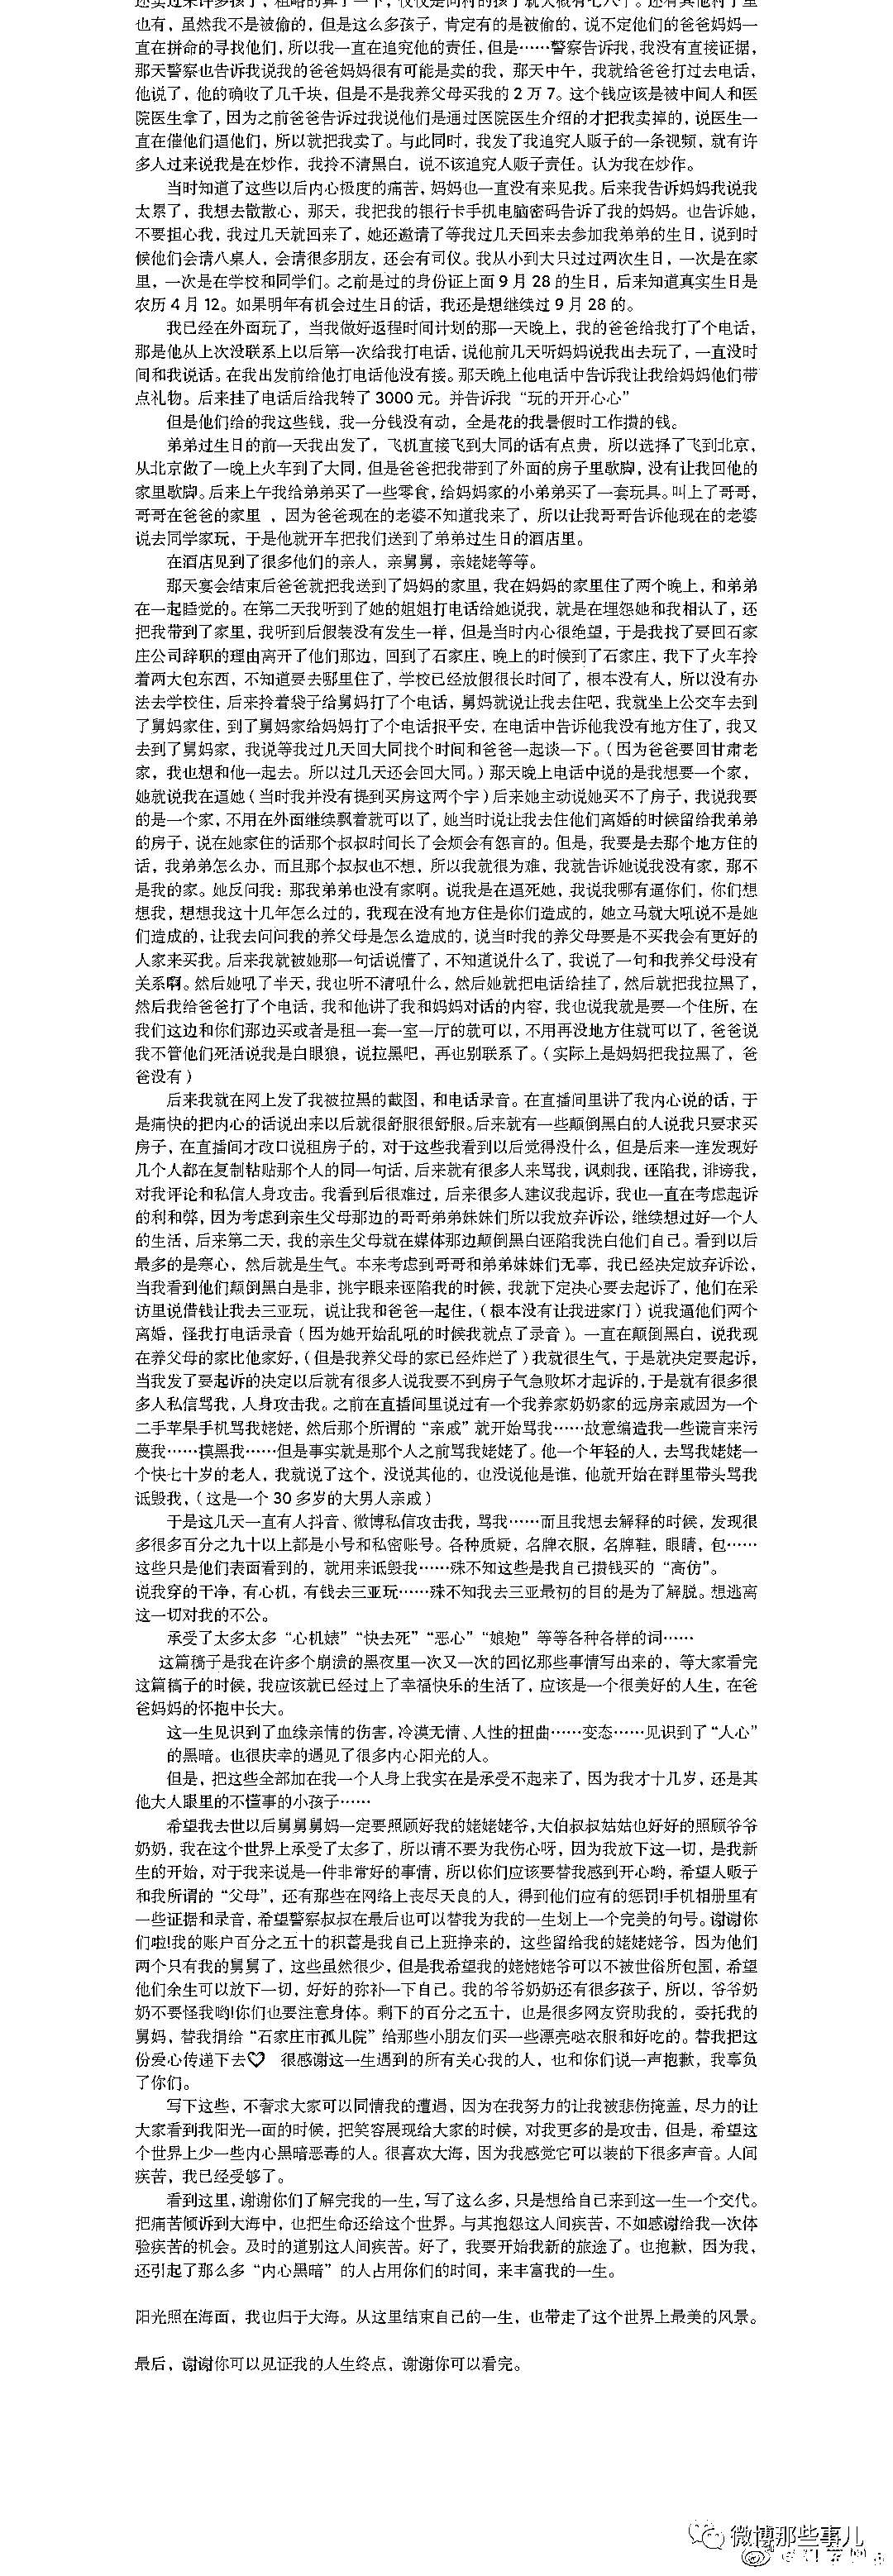 还卖过来许多孩子，粗略的算了一下，仅仅是同村的孩子就大概有七八个。还有其他村子里
也有，虽然我不是被偷的，但是这么多孩子，肯定有的是被偷的，说不定他们的爸爸妈妈一
直在拼命的寻找他们，所以我一直在追究他的责任，但是……警察告诉我，我没有直接证据，
那天警察也告诉我说我的爸爸妈妈很有可能是卖的我，那天中午，我就给爸爸打过去电话，
他说了，他的确收了几千块，但是不是我养父母买我的 2 万 7。这个钱应该是被中间人和医
院医生拿了，因为之前爸爸告诉过我说他们是通过医院医生介绍的才把我卖掉的，说医生一
直在催他们逼他们，所以就把我卖了。与此同时，我发了我追究人贩子的一条视频，就有许
多人过来说我是在炒作，我拎不清黑白，说不该追究人贩子责任。认为我在炒作。
当时知道了这些以后内心极度的痛苦，妈妈也一直没有来见我。后来我告诉妈妈我说我
太累了，我想去散散心，那天，我把我的银行卡手机电脑密码告诉了我的妈妈。也告诉她，
不要担心我，我过几天就回来了，她还邀请了等我过几天回来去参加我弟弟的生日，说到时
候他们会请八桌人，会请很多朋友，还会有司仪。我从小到大只过过两次生日，一次是在家
里，一次是在学校和同学们。之前是过的身份证上面 9 月 28 的生日，后来知道真实生日是
农历 4 月 12。如果明年有机会过生日的话，我还是想继续过 9 月 28 的。
我已经在外面玩了，当我做好返程时间计划的那一天晚上，我的爸爸给我打了个电话，
那是他从上次没联系上以后第一次给我打电话，说他前几天听妈妈说我出去玩了，一直没时
间和我说话。在我出发前给他打电话他没有接。那天晚上他电话中告诉我让我给妈妈他们带
点礼物。后来挂了电话后给我转了 3000 元。并告诉我“玩的开开心心”
但是他们给的我这些钱，我一分钱没有动，全是花的我暑假时工作攒的钱。
弟弟过生日的前一天我出发了，飞机直接飞到大同的话有点贵，所以选择了飞到北京，
从北京做了一晚上火车到了大同，但是爸爸把我带到了外面的房子里歇脚，没有让我回他的
家里歇脚。后来上午我给弟弟买了一些零食，给妈妈家的小弟弟买了一套玩具。叫上了哥哥，
哥哥在爸爸的家里 ，因为爸爸现在的老婆不知道我来了，所以让我哥哥告诉他现在的老婆
说去同学家玩，于是他就开车把我们送到了弟弟过生日的酒店里。
在酒店见到了很多他们的亲人，亲舅舅，亲姥姥等等。
那天宴会结束后爸爸就把我送到了妈妈的家里，我在妈妈的家里住了两个晚上，和弟弟
在一起睡觉的。在第二天我听到了她的姐姐打电话给她说我，就是在埋怨她和我相认了，还
把我带到了家里，我听到后假装没有发生一样，但是当时内心很绝望，于是我找了要回石家
庄公司辞职的理由离开了他们那边，回到了石家庄，晚上的时候到了石家庄，我下了火车拎
着两大包东西，不知道要去哪里住了，学校已经放假很长时间了，根本没有人，所以没有办
法去学校住，后来拎着袋子给舅妈打了个电话，舅妈就说让我去住吧，我就坐上公交车去到
了舅妈家住，到了舅妈家给妈妈打了个电话报平安，在电话中告诉他我没有地方住了，我又
去到了舅妈家，我说等我过几天回大同我找个时间和爸爸一起谈一下。（因为爸爸要回甘肃老
家，我也想和他一起去。所以过几天还会回大同。）那天晚上电话中说的是我想要一个家，
她就说我在逼她（当时我并没有提到买房这两个字）后来她主动说她买不了房子，我说我要
的是一个家，不用在外面继续飘着就可以了，她当时说让我去住他们离婚的时候留给我弟弟
的房子，说在她家住的话那个叔叔时间长了会烦会有怨言的。但是，我要是去那个地方住的
话，我弟弟怎么办，而且那个叔叔也不想，所以我就很为难，我就告诉她说我没有家，那不
是我的家。她反问我：那我弟弟也没有家啊。说我是在逼死她，我说我哪有逼你们，你们想
想我，想想我这十几年怎么过的，我现在没有地方住是你们造成的，她立马就大吼说不是她
们造成的，让我去问问我的养父母是怎么造成的，说当时我的养父母要是不买我会有更好的
人家来买我。后来我就被她那一句话说懵了，不知道说什么了，我说了一句和我养父母没有
关系啊。然后她吼了半天，我也听不清吼什么，然后她就把电话给挂了，然后就把我拉黑了，
然后我给爸爸打了个电话，我和他讲了我和妈妈对话的内容，我也说我就是要一个住所，在
我们这边和你们那边买或者是租一套一室一厅的就可以，不用再没地方住就可以了，爸爸说
我不管他们死活说我是白眼狼，说拉黑吧，再也别联系了。（实际上是妈妈把我拉黑了，爸
爸没有）
后来我就在网上发了我被拉黑的截图，和电话录音。在直播间里讲了我内心说的话，于
是痛快的把内心的话说出来以后就很舒服很舒服。后来就有一些颠倒黑白的人说我只要求买
房子，在直播间才改口说租房子的，对于这些我看到以后觉得没什么，但是后来一连发现好
几个人都在复制粘贴那个人的同一句话，后来就有很多人来骂我，讽刺我，诬陷我，诽谤我，
对我评论和私信人身攻击。我看到后很难过，后来很多人建议我起诉，我也一直在考虑起诉
的利和弊，因为考虑到亲生父母那边的哥哥弟弟妹妹们所以我放弃诉讼，继续想过好一个人
的生活，后来第二天，我的亲生父母就在媒体那边颠倒黑白诬陷我洗白他们自己。看到以后
最多的是寒心，然后就是生气。本来考虑到哥哥和弟弟妹妹们无辜，我已经决定放弃诉讼，
当我看到他们颠倒黑白是非，挑字眼来诬陷我的时候，我就下定决心要去起诉了，他们在采
访里说借钱让我去三亚玩，说让我和爸爸一起住，（根本没有让我进家门）说我逼他们两个
离婚，怪我打电话录音（因为她开始乱吼的时候我就点了录音）。一直在颠倒黑白，说我现
在养父母的家比他家好，（但是我养父母的家已经炸烂了）我就很生气，于是就决定要起诉，
当我发了要起诉的决定以后就有很多人说我要不到房子气急败坏才起诉的，于是就有很多很
多人私信骂我，人身攻击我。之前在直播间里说过有一个我养家奶奶家的远房亲戚因为一个
二手苹果手机骂我姥姥，然后那个所谓的“亲戚”就开始骂我……故意编造我一些谎言来污
蔑我……摸黑我……但是事实就是那个人之前骂我姥姥了。他一个年轻的人，去骂我姥姥一
个快七十岁的老人，我就说了这个，没说其他的，也没说他是谁，他就开始在群里带头骂我
诋毁我，（这是一个 30 多岁的大男人亲戚）
于是这几天一直有人抖音、微博私信攻击我，骂我……而且我想去解释的时候，发现很
多很多百分之九十以上都是小号和私密账号。各种质疑，名牌衣服，名牌鞋，眼睛，包……
这些只是他们表面看到的，就用来诋毁我……殊不知这些是我自己攒钱买的“高仿”。
说我穿的干净，有心机，有钱去三亚玩……殊不知我去三亚最初的目的是为了解脱。想逃离
这一切对我的不公。
承受了太多太多“心机婊”“快去死”“恶心”“娘炮”等等各种各样的词……
这篇稿子是我在许多个崩溃的黑夜里一次又一次的回忆那些事情写出来的，等大家看完
这篇稿子的时候，我应该就已经过上了幸福快乐的生活了，应该是一个很美好的人生，在爸
爸妈妈的怀抱中长大。
这一生见识到了血缘亲情的伤害，冷漠无情、人性的扭曲……变态……见识到了“人心”
的黑暗。也很庆幸的遇见了很多内心阳光的人。
但是，把这些全部加在我一个人身上我实在是承受不起来了，因为我才十几岁，还是其
他大人眼里的不懂事的小孩子……
希望我去世以后舅舅舅妈一定要照顾好我的姥姥姥爷，大伯叔叔姑姑也好好的照顾爷爷
奶奶，我在这个世界上承受了太多了，所以请不要为我伤心呀，因为我放下这一切，是我新
生的开始，对于我来说是一件非常好的事情，所以你们应该要替我感到开心哟，希望人贩子
和我所谓的“父母”，还有那些在网络上丧尽天良的人，得到他们应有的惩罚!手机相册里有
一些证据和录音，希望警察叔叔在最后也可以替我为我的一生划上一个完美的句号。谢谢你
们啦!我的账户百分之五十的积蓄是我自己上班挣来的，这些留给我的姥姥姥爷，因为他们
两个只有我的舅舅了，这些虽然很少，但是我希望我的姥姥姥爷可以不被世俗所包围，希望
他们余生可以放下一切，好好的弥补一下自己。我的爷爷奶奶还有很多孩子，所以，爷爷奶
奶不要怪我哟!你们也要注意身体。剩下的百分之五十，也是很多网友资助我的，委托我的
舅妈，替我捐给“石家庄市孤儿院”给那些小朋友们买一些漂亮哒衣服和好吃的。替我把这
份爱心传递下去♡ 很感谢这一生遇到的所有关心我的人，也和你们说一声抱歉，我辜负
了你们。
写下这些，不奢求大家可以同情我的遭遇，因为在我努力的让我被悲伤掩盖，尽力的让
大家看到我阳光一面的时候，把笑容展现给大家的时候，对我更多的是攻击，但是，希望这
个世界上少一些内心黑暗恶毒的人。很喜欢大海，因为我感觉它可以装的下很多声音。人间
疾苦，我已经受够了。
看到这里，谢谢你们了解完我的一生，写了这么多，只是想给自己来到这一生一个交代。
把痛苦倾诉到大海中，也把生命还给这个世界。与其抱怨这人间疾苦，不如感谢给我一次体
验疾苦的机会。及时的道别这人间疾苦。好了，我要开始我新的旅途了。也抱歉，因为我，
还引起了那么多“内心黑暗”的人占用你们的时间，来丰富我的一生。
阳光照在海面，我也归于大海。从这里结束自己的一生，也带走了这个世界上最美的风景。
最后，谢谢你可以见证我的人生终点，谢谢你可以看完。
微博那些事儿